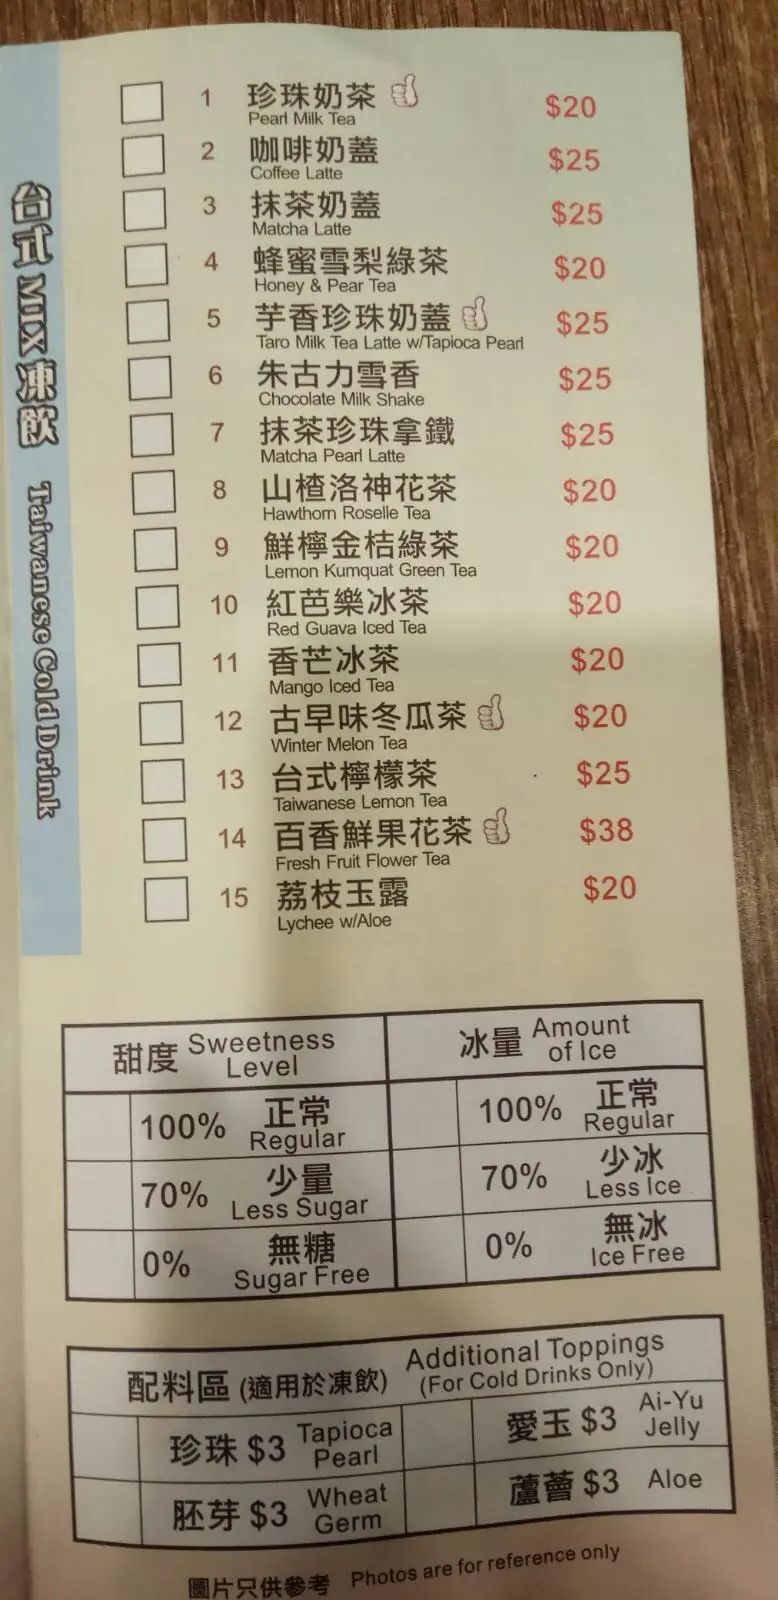 台式 MIX 凍飲 Taiwanese Cold Drink
1 珍珠奶茶 $20
Pearl Milk Tea
2 咖啡奶蓋 $25
Coffee Latte
3 抹茶奶蓋 $25
Matcha Latte
4 蜂蜜雪梨綠茶 $20
Honey & Pear Tea
5 芋香珍珠奶蓋 $25
Taro Milk Tea Latte w/Tapioca Pearl
6 朱古力雪香 $25
Chocolate Milk Shake
7 抹茶珍珠拿鐵 $25
Matcha Pearl Latte
8 山楂洛神花茶 $20
Hawthorn Roselle Tea
9 鮮檸金桔綠茶 $20
Lemon Kumquat Green Tea
10 紅芭樂冰茶 $20
Red Guava Iced Tea
11 香芒冰茶 $20
Mango Iced Tea
12 古早味冬瓜茶 $20
Winter Melon Tea
13 台式檸檬茶 $25
Taiwanese Lemon Tea
14 百香鮮果花茶 $38
Fresh Fruit Flower Tea
15 荔枝玉露 $20
Lychee w/Aloe
甜度 Sweetness Level
100% 正常 Regular
70% 少量 Less Sugar
0% 無糖 Sugar Free
冰量 Amount of Ice
100% 正常 Regular
70% 少冰 Less Ice
0% 無冰 Ice Free
配料區 (適用於凍飲) Additional Toppings (For Cold Drinks Only)
珍珠 $3 Tapioca Pearl
愛玉 $3 Ai-Yu Jelly
胚芽 $3 Wheat Germ
蘆薈 $3 Aloe
圖片只供參考 Photos are for reference only